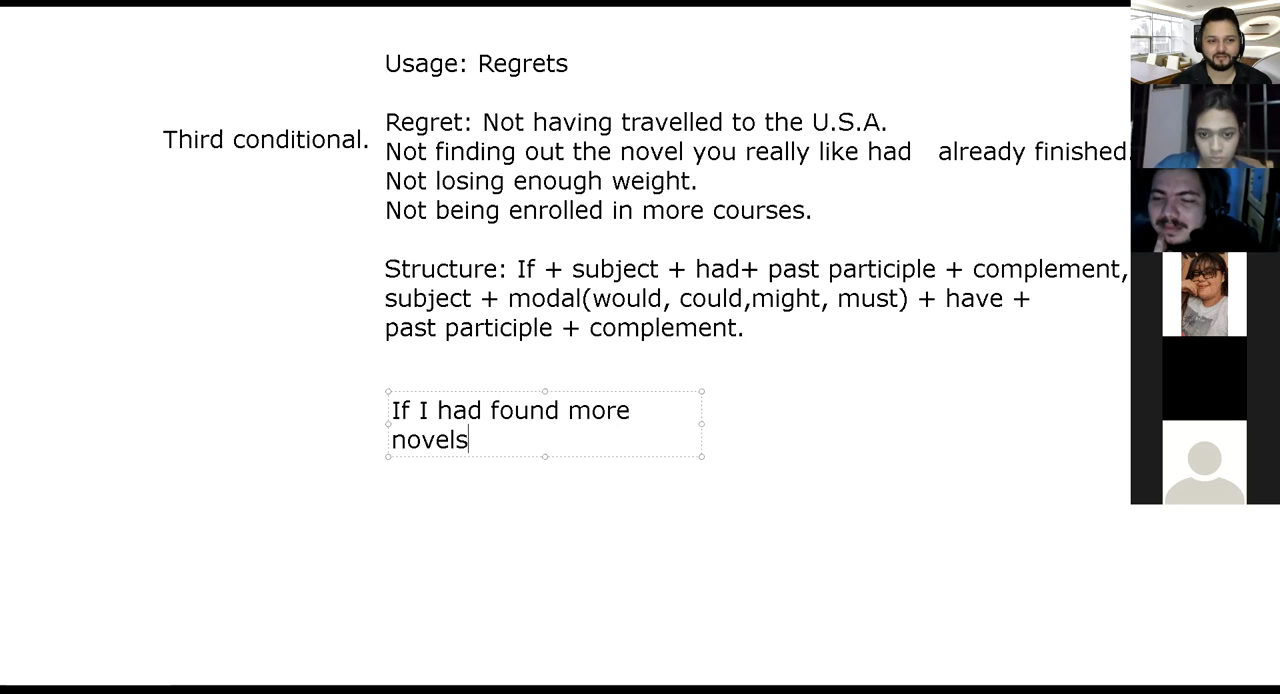 Usage: Regrets
Third conditional.
Regret: Not having travelled to the U.S.A.
Not finding out the novel you really like had already finished.
Not losing enough weight.
Not being enrolled in more courses.
Structure: If + subject + had+ past participle + complement,
subject + modal(would, could,might, must) + have +
past participle + complement.
If I had found more
novels